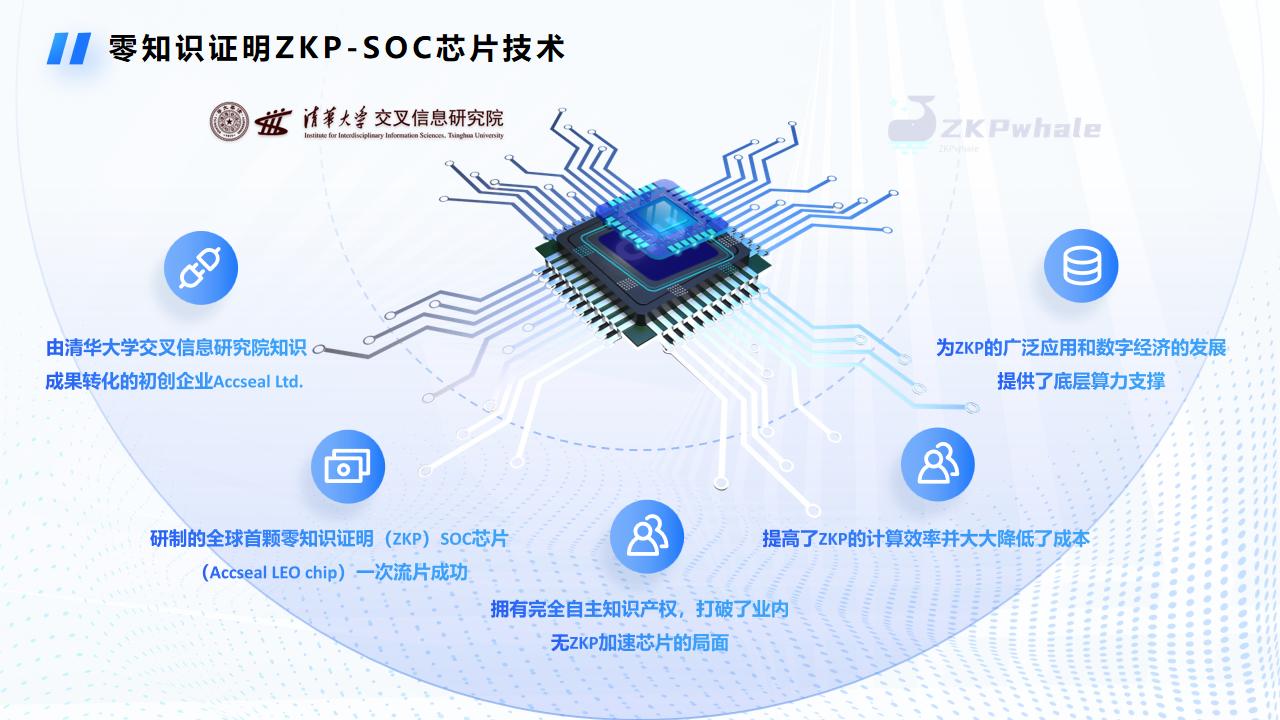 零知识证明ZKP-SOC芯片技术
清华大学 交叉信息研究院
Institute for Interdisciplinary Information Sciences, Tsinghua University
ZKPwhale
ZKPwhale
由清华大学交叉信息研究院知识
成果转化的初创企业Accseal Ltd.
为ZKP的广泛应用和数字经济的发展
提供了底层算力支撑
研制的全球首颗零知识证明（ZKP）SOC芯片
（Accseal LEO chip）一次流片成功
提高了ZKP的计算效率并大大降低了成本
拥有完全自主知识产权，打破了业内
无ZKP加速芯片的局面